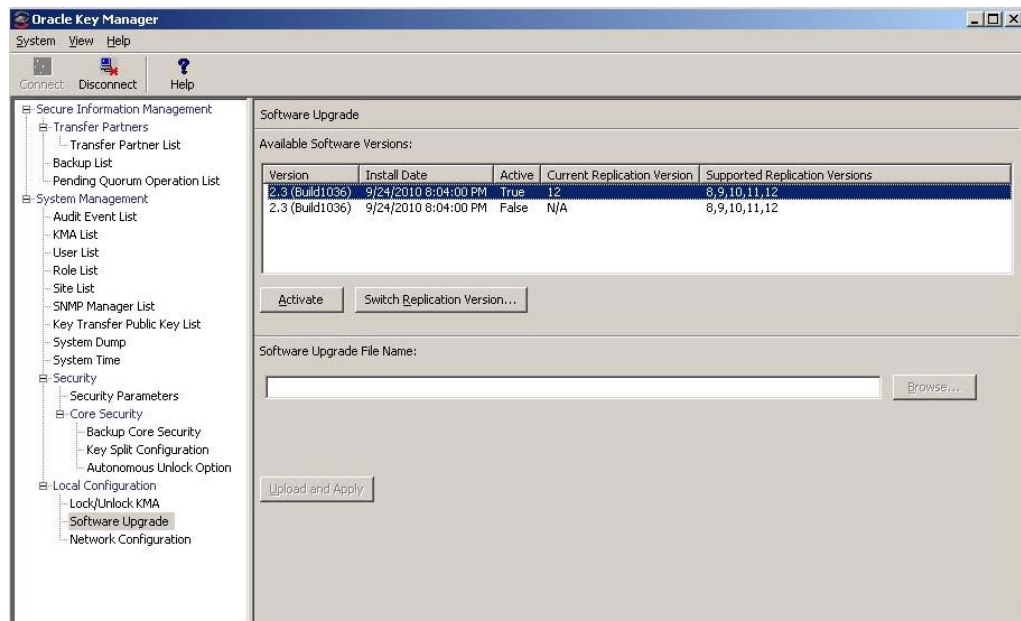 Oracle Key Manager
System View Help
Connect Disconnect Help
Secure Information Management
Transfer Partners
Transfer Partner List
Backup List
Pending Quorum Operation List
System Management
Audit Event List
KMA List
User List
Role List
Site List
SNMP Manager List
Key Transfer Public Key List
System Dump
System Time
Security
Security Parameters
Core Security
Backup Core Security
Key Split Configuration
Autonomous Unlock Option
Local Configuration
Lock/Unlock KMA
Software Upgrade
Network Configuration
Software Upgrade
Available Software Versions:
Version Install Date Active Current Replication Version Supported Replication Versions
2.3 (Build1036) 9/24/2010 8:04:00 PM True 12 8,9,10,11,12
2.3 (Build1036) 9/24/2010 8:04:00 PM False N/A 8,9,10,11,12
Activate Switch Replication Version...
Software Upgrade File Name:
Browse...
Upload and Apply